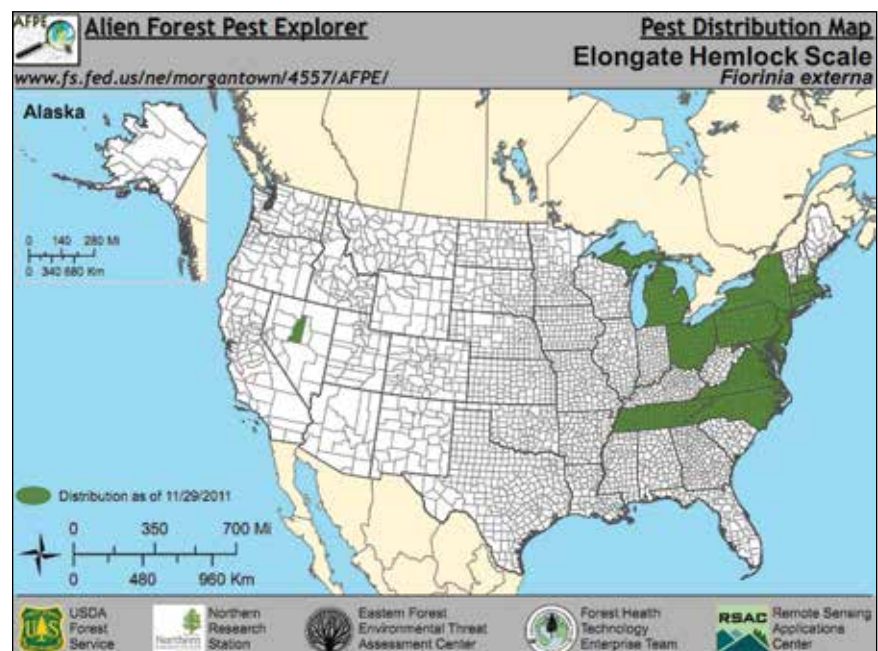 AFPE
Alien Forest Pest Explorer
www.fs.fed.us/ne/morgantown/4557/AFPE/
Pest Distribution Map
Elongate Hemlock Scale
Fiorinia externa
Alaska
0 140 280 Mi
0 340 680 Km
Distribution as of 11/29/2011
0 350 700 Mi
0 480 960 Km
UAS
USDA
Forest
Service
Northern
Northern
Research
Station
Eastern Forest
Environmental Threat
Assessment Center
Forest Health
Technology
Enterprise Team
RSAC
Remote Sensing
Applications
Center